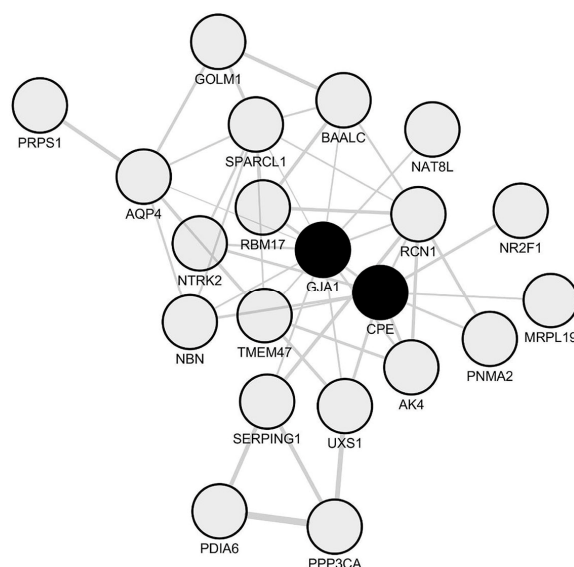 GOLM1
PRPS1
BAALC
SPARCL1
NAT8L
AQP4
RBM17
RCN1
NR2F1
NTRK2
GJA1
CPE
MRPL19
NBN
TMEM47
PNMA2
AK4
SERPING1
UXS1
PDIA6
PPP3CA